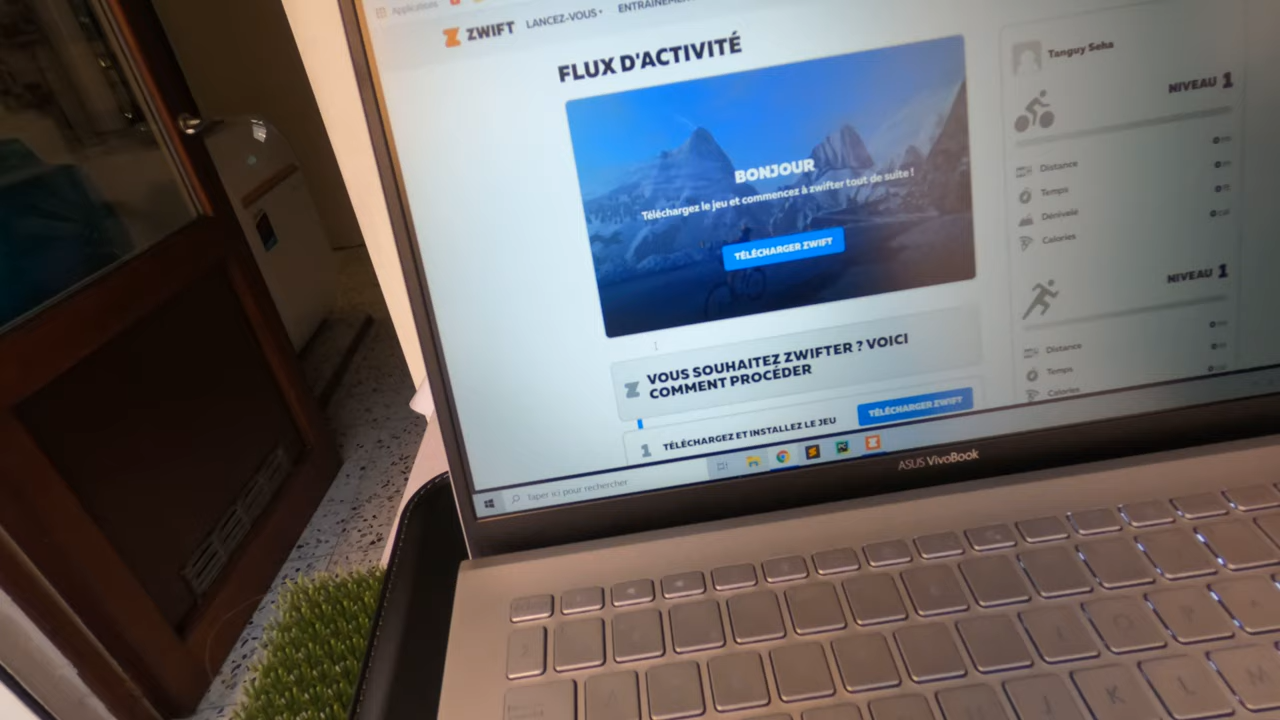 Applications
ZWIFT
LANCEZ-VOUS
FLUX D'ACTIVITÉ
BONJOUR
Téléchargez le jeu et commencez à zwifter tout de suite !
TÉLÉCHARGER ZWIFT
VOUS SOUHAITEZ ZWIFTER ? VOICI
COMMENT PROCÉDER
1 TÉLÉCHARGEZ ET INSTALLEZ LE JEU
TÉLÉCHARGER ZWIFT
Tanguy Seha
NIVEAU 1
Distance
Temps
Dénivelé
Calories
NIVEAU 1
Distance
Temps
Calories
Taper ici pour rechercher
ASUS VivoBook